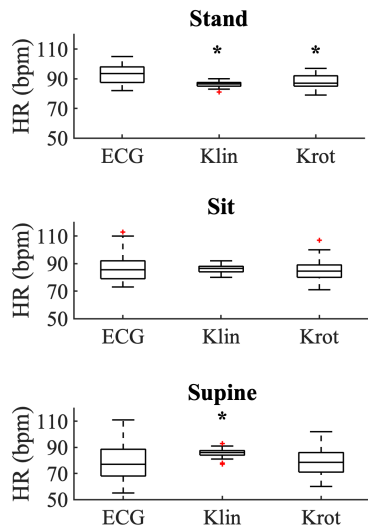 Stand
HR (bpm)
110
90
70
50
*
*
ECG Klin Krot
Sit
HR (bpm)
110
90
70
50
ECG Klin Krot
Supine
HR (bpm)
110
90
70
50
*
ECG Klin Krot